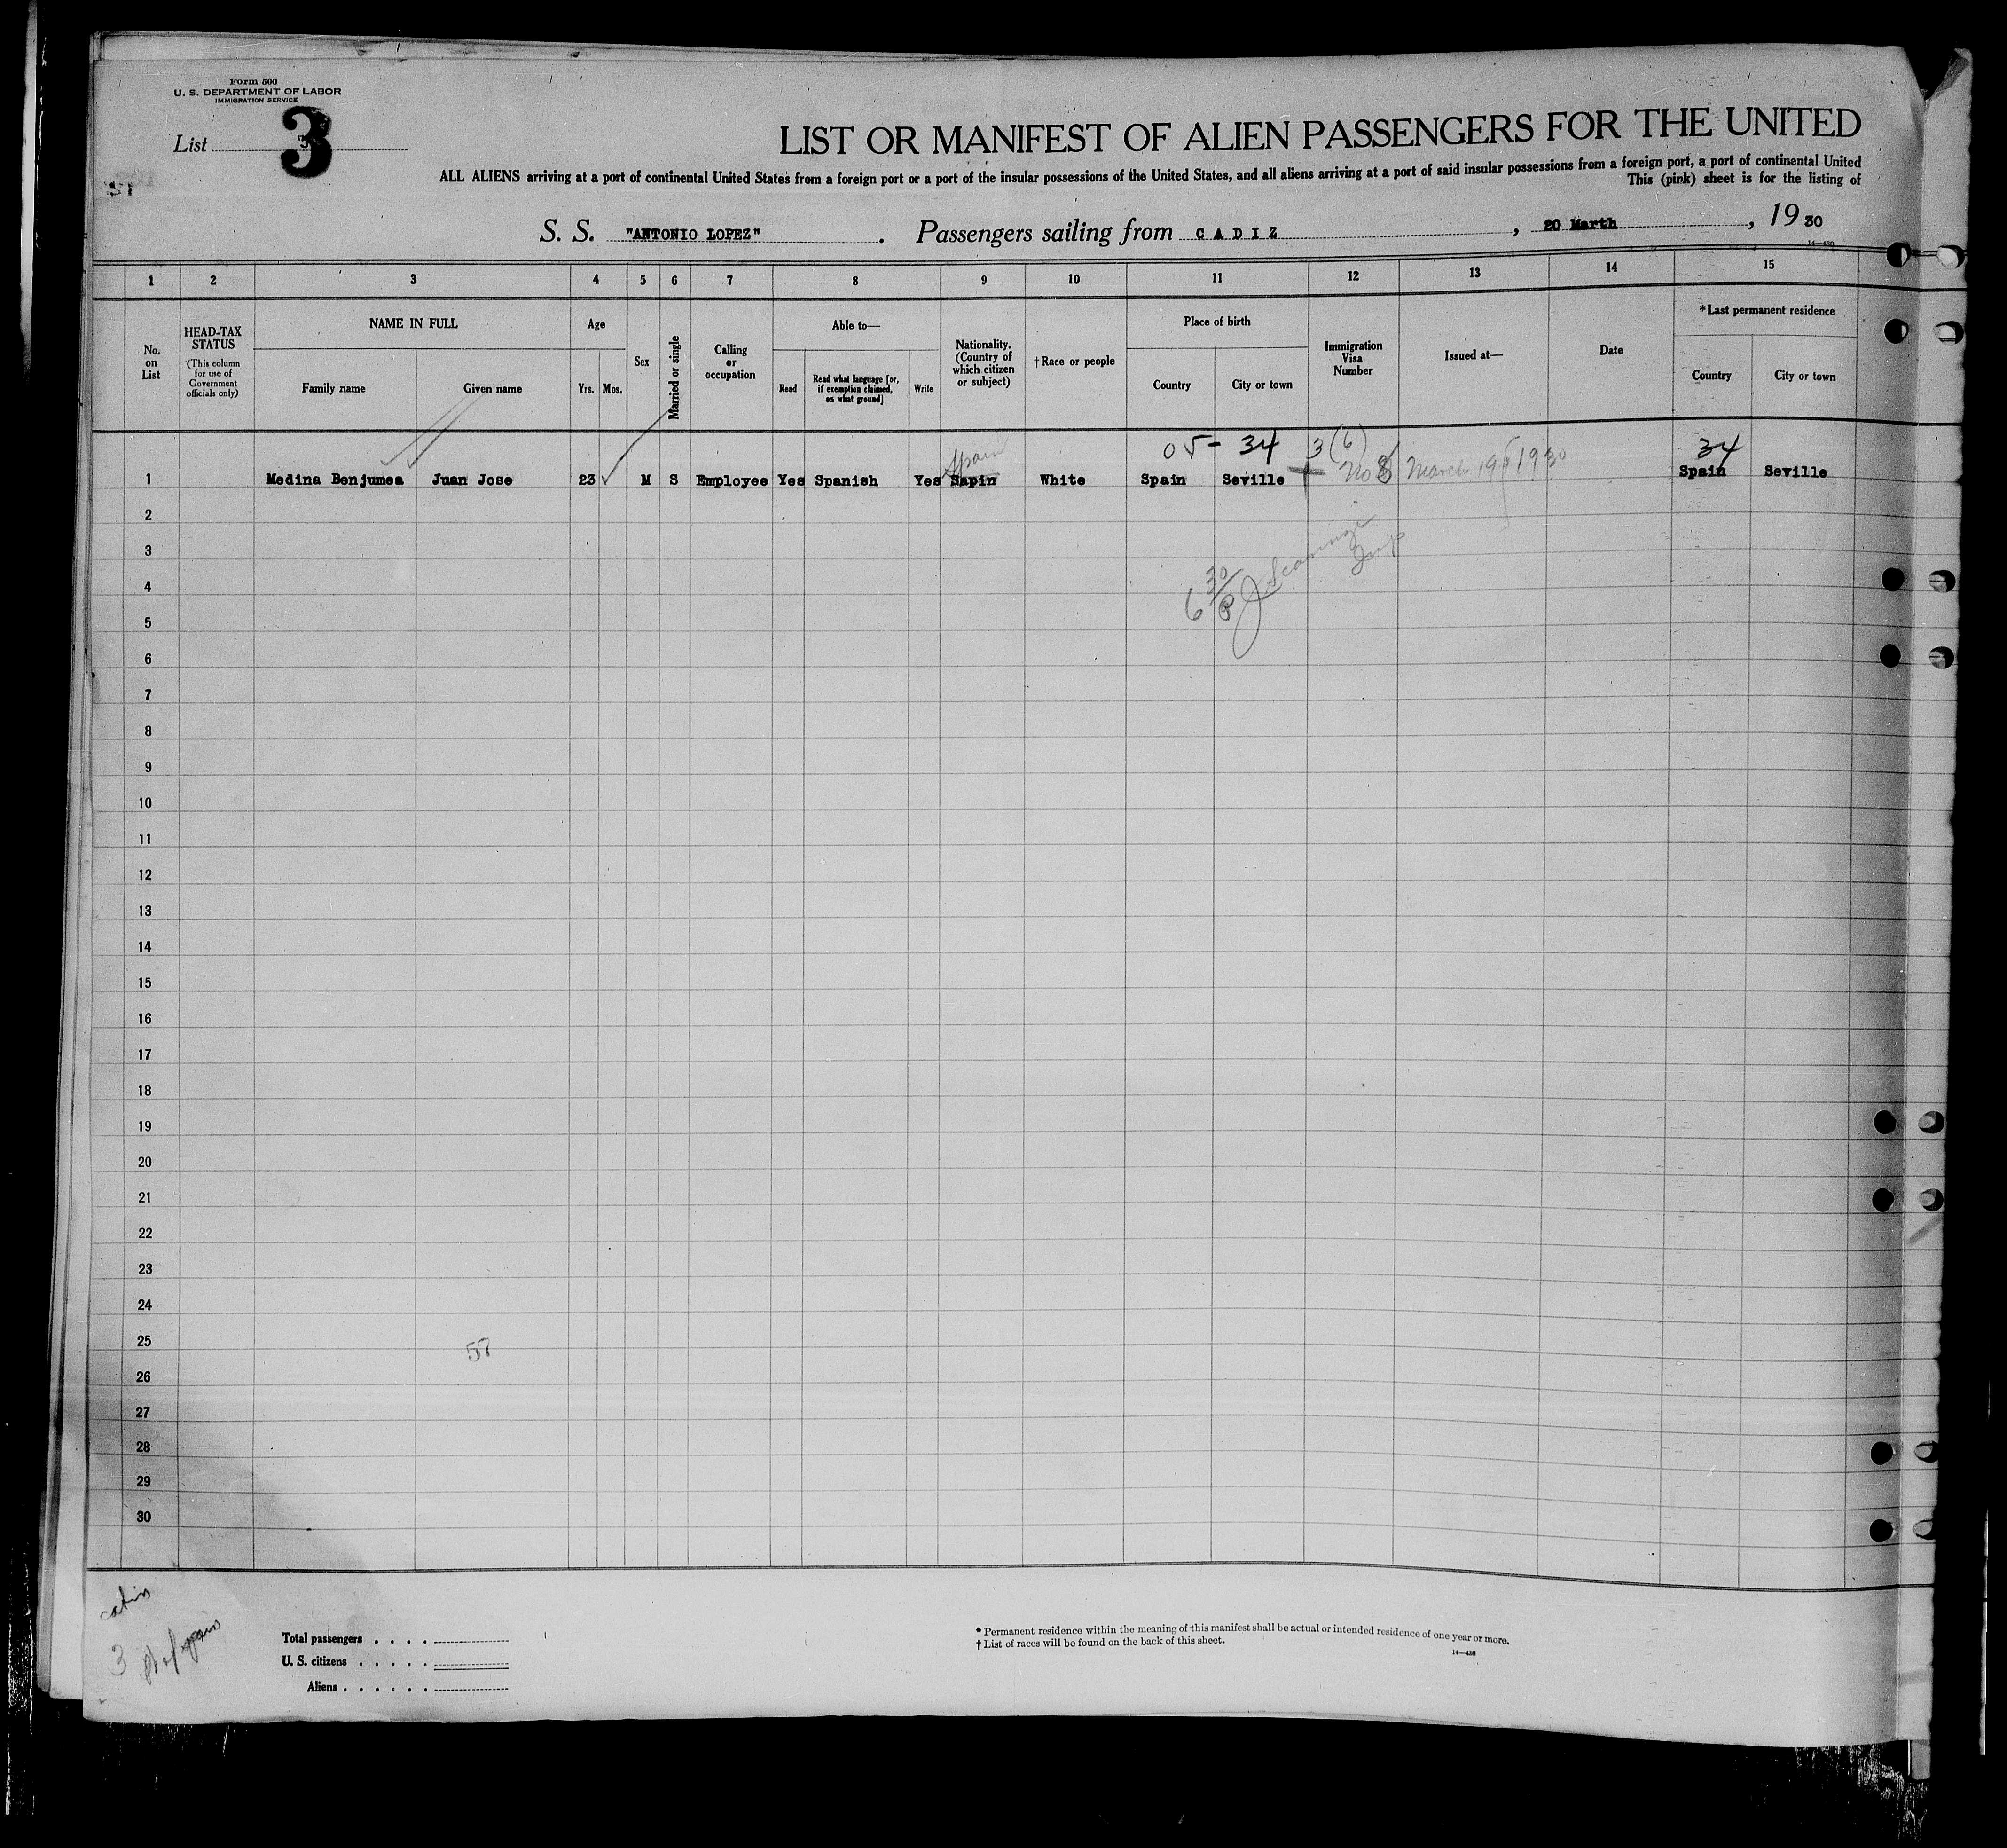 Form 500
U. S. DEPARTMENT OF LABOR
IMMIGRATION SERVICE
List 3
LIST OR MANIFEST OF ALIEN PASSENGERS FOR THE UNITED
ALL ALIENS arriving at a port of continental United States from a foreign port or a port of the insular possessions of the United States, and all aliens arriving at a port of said insular possessions from a foreign port, a port of continental United
This (pink) sheet is for the listing of
S. S. "ANTONIO LOPEZ" . Passengers sailing from CADIZ , 20 Marth , 19 30
1 2 3 4 5 6 7 8 9 10 11 12 13 14 15
No. on List
HEAD-TAX STATUS
(This column for use of Government officials only)
NAME IN FULL
Family name
Given name
Age
Yrs.
Mos.
Sex
Married or single
Calling or occupation
Able to—
Read
Read what language [or, if exemption claimed, on what ground]
Write
Nationality. (Country of which citizen or subject)
†Race or people
Place of birth
Country
City or town
Immigration Visa Number
Issued at—
Date
*Last permanent residence
Country
City or town
Spain 05- 34 3(6) 34
1 Medina Benjumea Juan Jose 23 M S Employee Yes Spanish Yes Sapin White Spain Seville No 8 March 19 1930 Spain Seville
2
3
4
5
6
7
8
9
10
11
12
13
14
15
16
17
18
19
20
21
22
23
24
25
57
26
27
28
29
30
3
Total passengers . . . .
U. S. citizens . . . . .
Aliens . . . . . .
* Permanent residence within the meaning of this manifest shall be actual or intended residence of one year or more.
† List of races will be found on the back of this sheet.